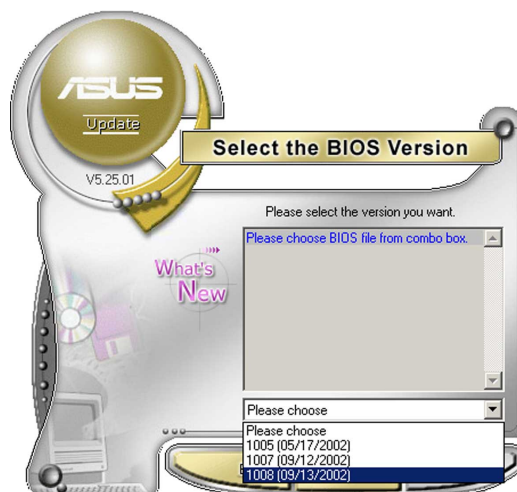 ASUS
Update
Select the BIOS Version
V5.25.01
Please select the version you want.
Please choose BIOS file from combo box.
What's
New
Please choose
Please choose
1005 (05/17/2002)
1007 (09/12/2002)
1008 (09/13/2002)